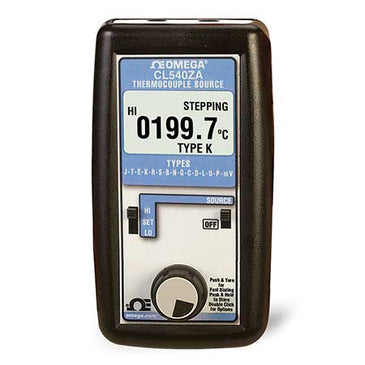 OMEGA®
CL540ZA
THERMOCOUPLE SOURCE
STEPPING
HI
0199.7°C
TYPE K
TYPES
J-T-E-K-R-S-B-N-G-C-D-L-U-P-mV
SOURCE
HI
SET
LO
OFF
Push & Turn
for
Fast Dialing
Push & Hold
to Store
Double Click
for Options
omega.com